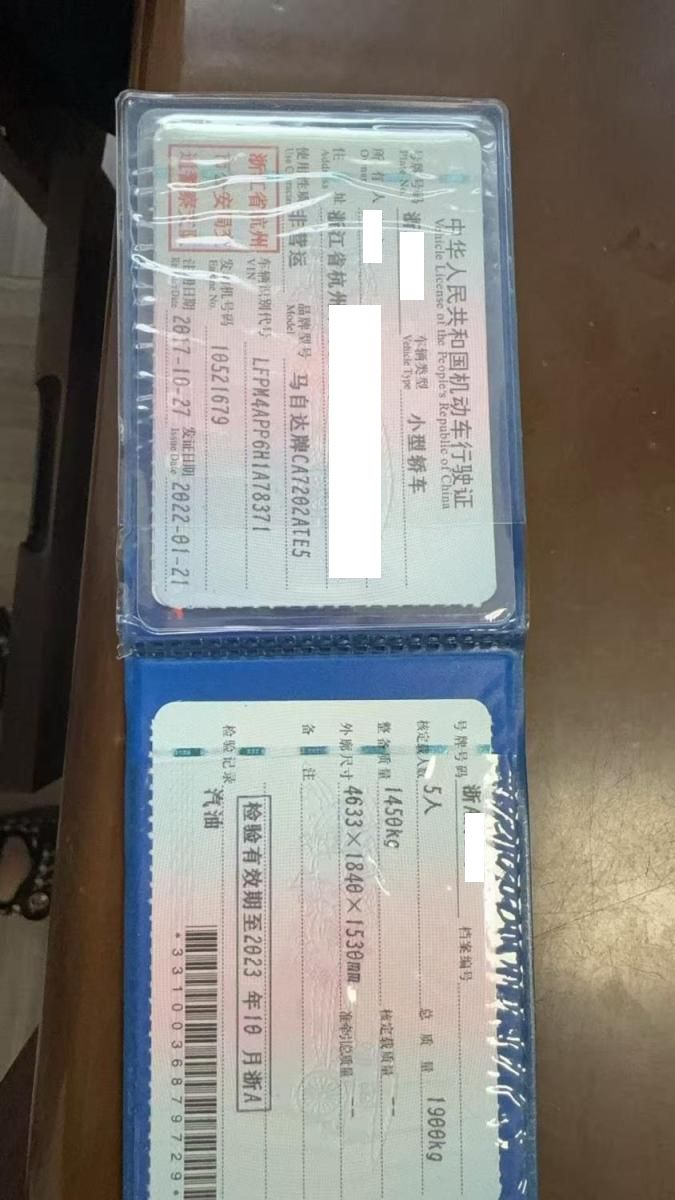 中华人民共和国机动车行驶证
Vehicle License of the People's Republic of China
号牌号码 浙 车辆类型 小型轿车
Plate No. Vehicle Type
所有人
Owner
住址 浙江省杭州
Address
使用性质 非营运 品牌型号 马自达牌CA7202ATE5
Use Character Model
浙江省杭州
市公安局
车辆识别代号 LFPM4APP6H1A78371
VIN
发动机号码 10521679
Engine No.
注册日期 2017-10-27 发证日期 2022-01-21
Register Date Issue Date
号牌号码 浙A 档案编号
核定载人数 5人 总质量 1900kg
整备质量 1450kg 核定载质量 --
外廓尺寸 4633×1840×1530mm 准牵引总质量 --
备注
检验有效期至2023年10月浙A
检验记录
汽油
*3310036879729*